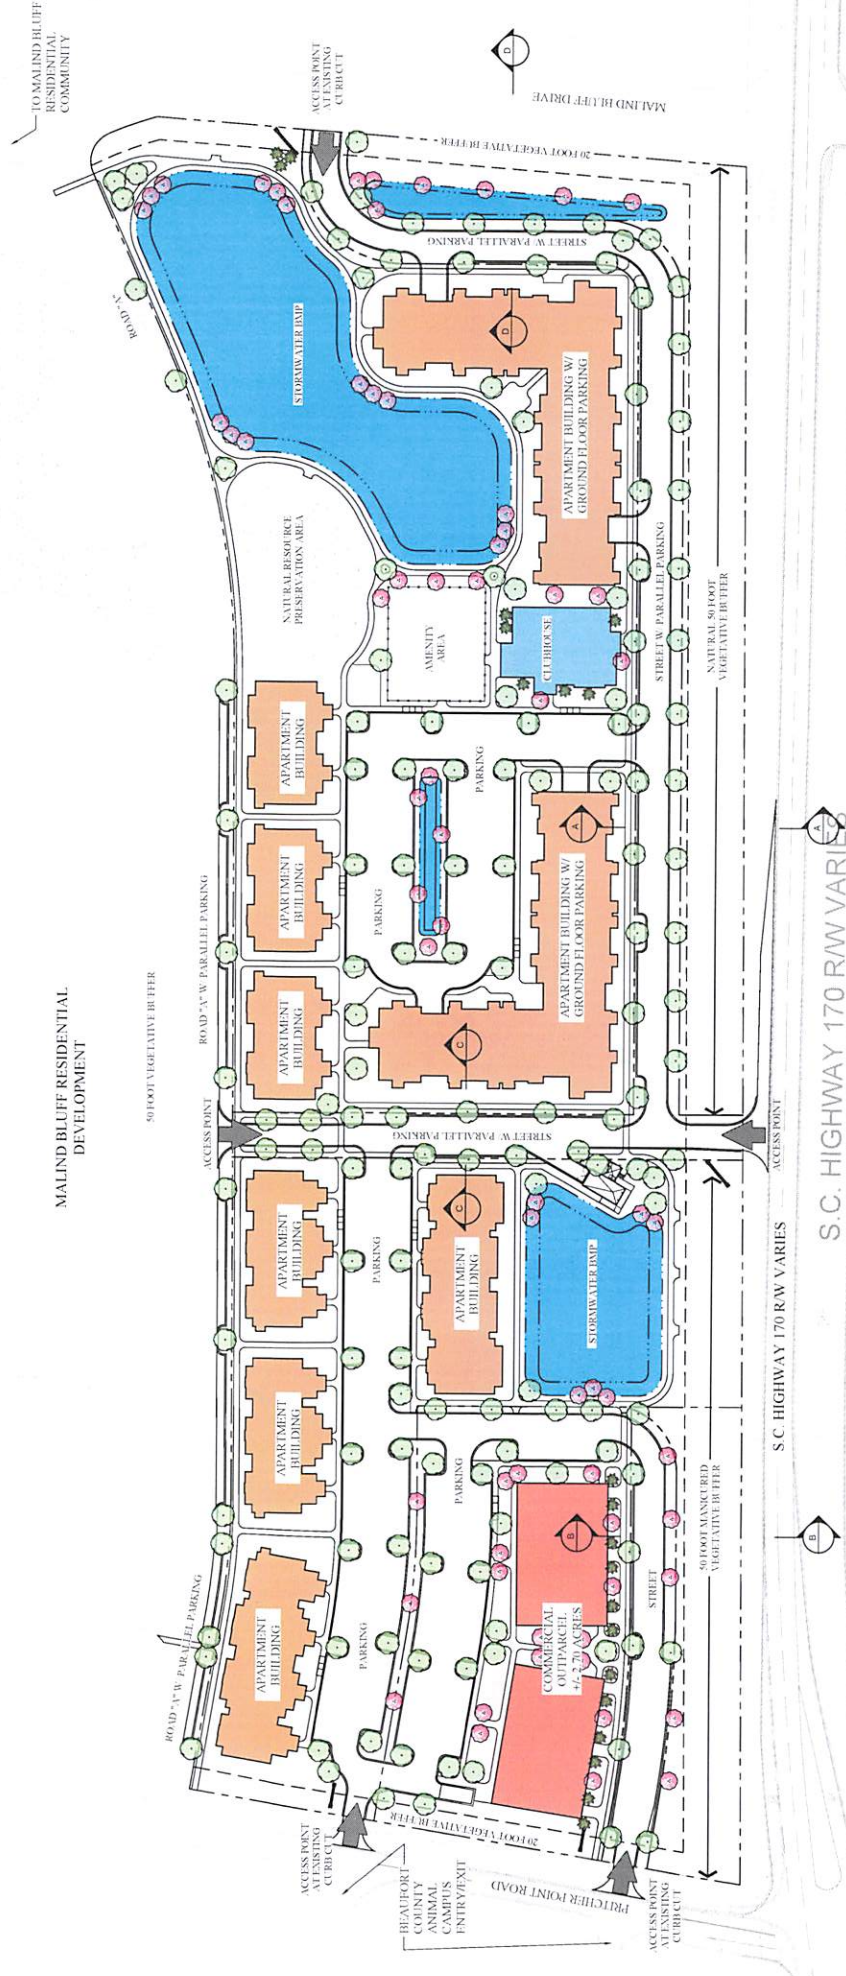 TO MALIND BLUFF
RESIDENTIAL
COMMUNITY
ACCESS POINT
AT EXISTING
CURB CUT
D
MALIND BLUFF DRIVE
20 FOOT VEGETATIVE BUFFER
ROAD "A"
STORMWATER BMP
STREET W/ PARALLEL PARKING
D
APARTMENT BUILDING W/
GROUND FLOOR PARKING
NATURAL RESOURCE
PRESERVATION AREA
AMENITY
AREA
CLUBHOUSE
STREET W/ PARALLEL PARKING
NATURAL 50 FOOT
VEGETATIVE BUFFER
APARTMENT
BUILDING
PARKING
APARTMENT
BUILDING
PARKING
A
APARTMENT BUILDING W/
GROUND FLOOR PARKING
A
ROAD "A" W/ PARALLEL PARKING
MALIND BLUFF RESIDENTIAL
DEVELOPMENT
50 FOOT VEGETATIVE BUFFER
APARTMENT
BUILDING
C
ACCESS POINT
STREET W/ PARALLEL PARKING
ACCESS POINT
S.C. HIGHWAY 170 R/W VARIES
S.C. HIGHWAY 170 R/W VARIES
APARTMENT
BUILDING
PARKING
APARTMENT
BUILDING
C
STORMWATER BMP
APARTMENT
BUILDING
PARKING
50 FOOT MANICURED
VEGETATIVE BUFFER
B
B
ROAD "A" W/ PARALLEL PARKING
APARTMENT
BUILDING
PARKING
COMMERCIAL
OUTPARCEL
+/- 2.70 ACRES
STREET
20 FOOT VEGETATIVE BUFFER
ACCESS POINT
AT EXISTING
CURB CUT
BEAUFORT
COUNTY
ANIMAL
CAMPUS
ENTRY/EXIT
PRITCHER POINT ROAD
ACCESS POINT
AT EXISTING
CURB CUT